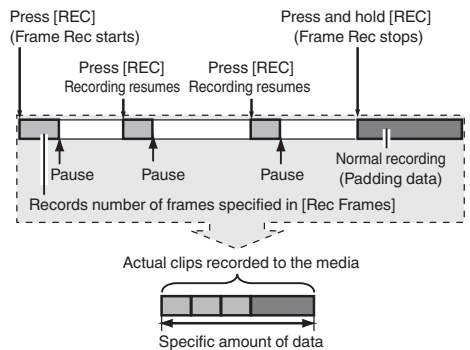 Press [REC]
(Frame Rec starts)
Press and hold [REC]
(Frame Rec stops)
Press [REC]
Recording resumes
Press [REC]
Recording resumes
Pause
Pause
Pause
Normal recording
(Padding data)
Records number of frames specified in [Rec Frames]
Actual clips recorded to the media
Specific amount of data